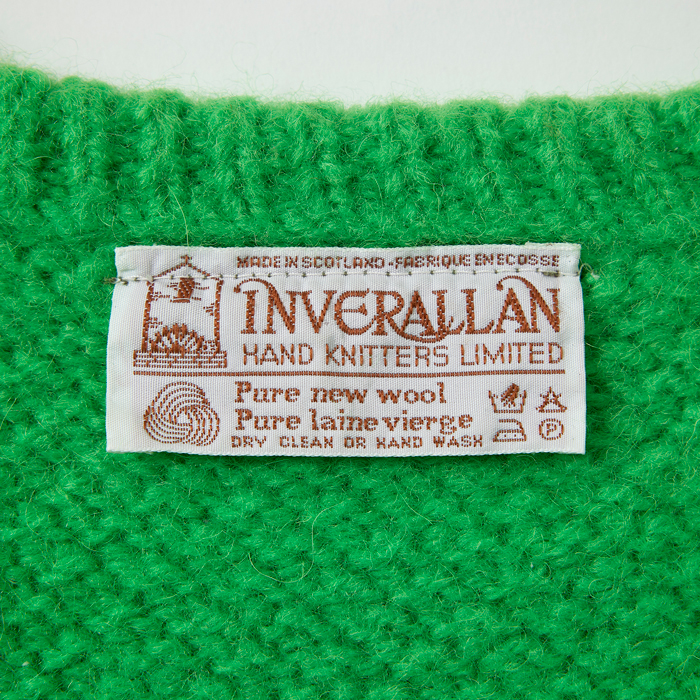 MADE IN SCOTLAND - FABRIQUE EN ECOSSE
INVERALLAN
HAND KNITTERS LIMITED
Pure new wool
Pure laine vierge
DRY CLEAN OR HAND WASH
P